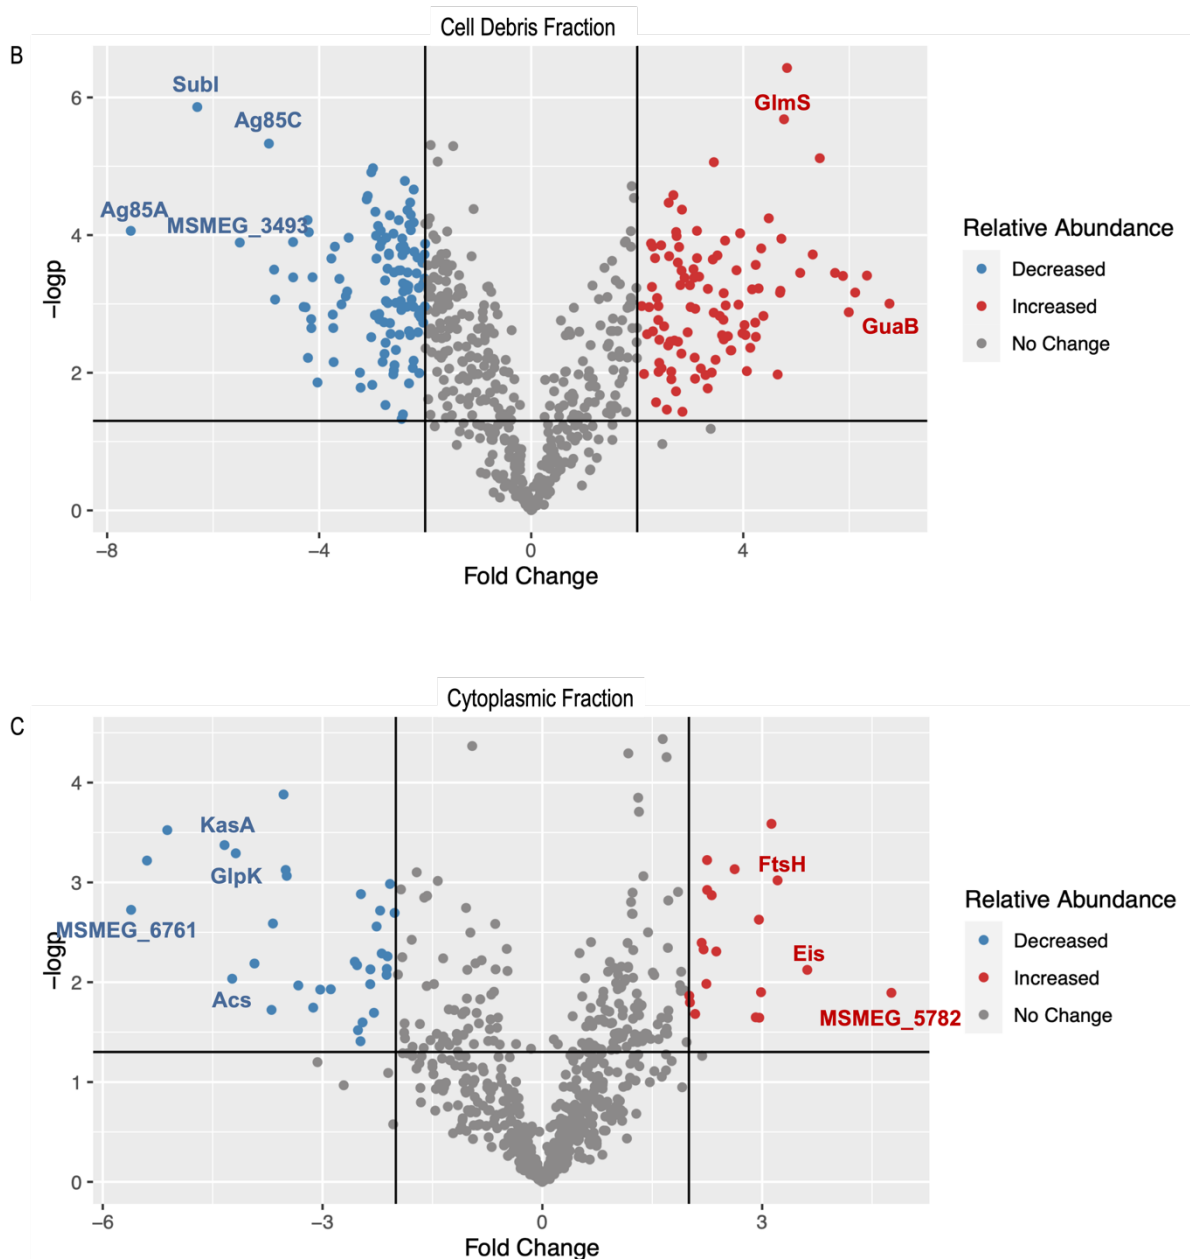 Cell Debris Fraction
B
SubI
Ag85C
Ag85A
MSMEG_3493
GlmS
GuaB
6
4
2
0
−logp
−8
−4
0
4
Fold Change
Relative Abundance
Decreased
Increased
No Change
Cytoplasmic Fraction
C
KasA
GlpK
MSMEG_6761
Acs
FtsH
Eis
MSMEG_5782
4
3
2
1
0
−logp
−6
−3
0
3
Fold Change
Relative Abundance
Decreased
Increased
No Change